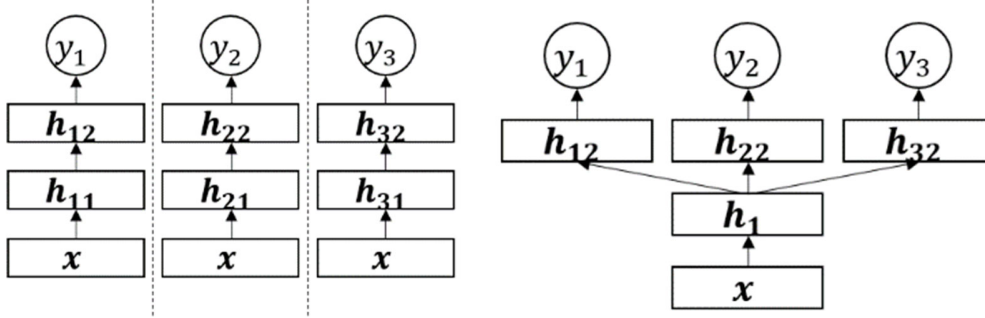 y₁ y₂ y₃
h₁₂ h₂₂ h₃₂
h₁₁ h₂₁ h₃₁
x x x
y₁ y₂ y₃
h₁₂ h₂₂ h₃₂
h₁
x